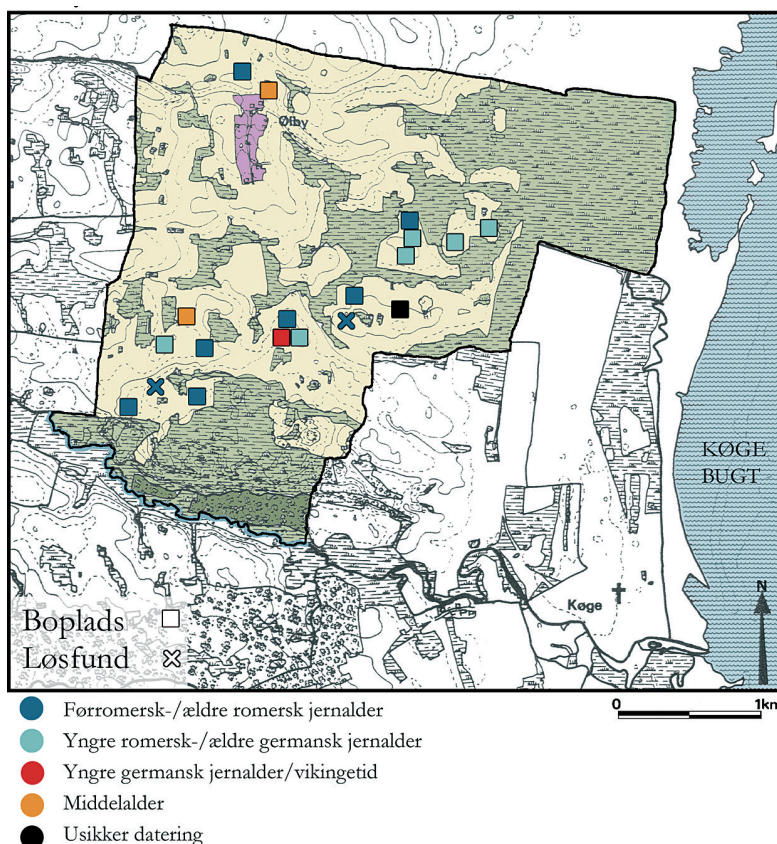 Ølby
KØGE
BUGT
N
Køge
Boplads
Løsfund
0 1km
Førromersk-/ældre romersk jernalder
Yngre romersk-/ældre germansk jernalder
Yngre germansk jernalder/vikingetid
Middelalder
Usikker datering